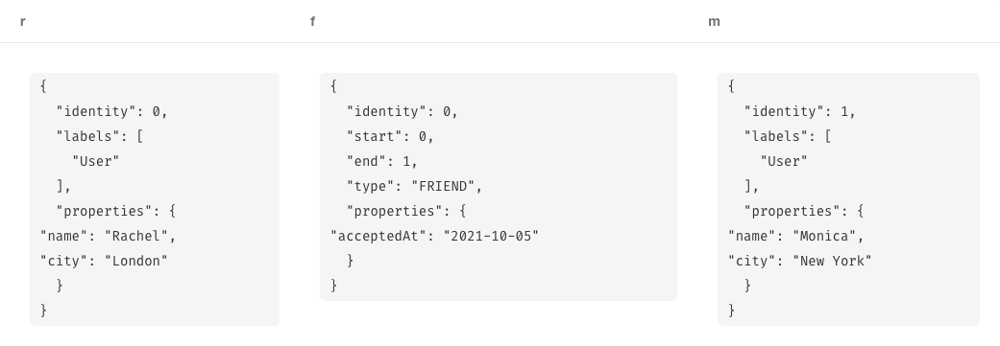 r f m
{
  "identity": 0,
  "labels": [
    "User"
  ],
  "properties": {
"name": "Rachel",
"city": "London"
  }
}
{
  "identity": 0,
  "start": 0,
  "end": 1,
  "type": "FRIEND",
  "properties": {
"acceptedAt": "2021-10-05"
  }
}
{
  "identity": 1,
  "labels": [
    "User"
  ],
  "properties": {
"name": "Monica",
"city": "New York"
  }
}